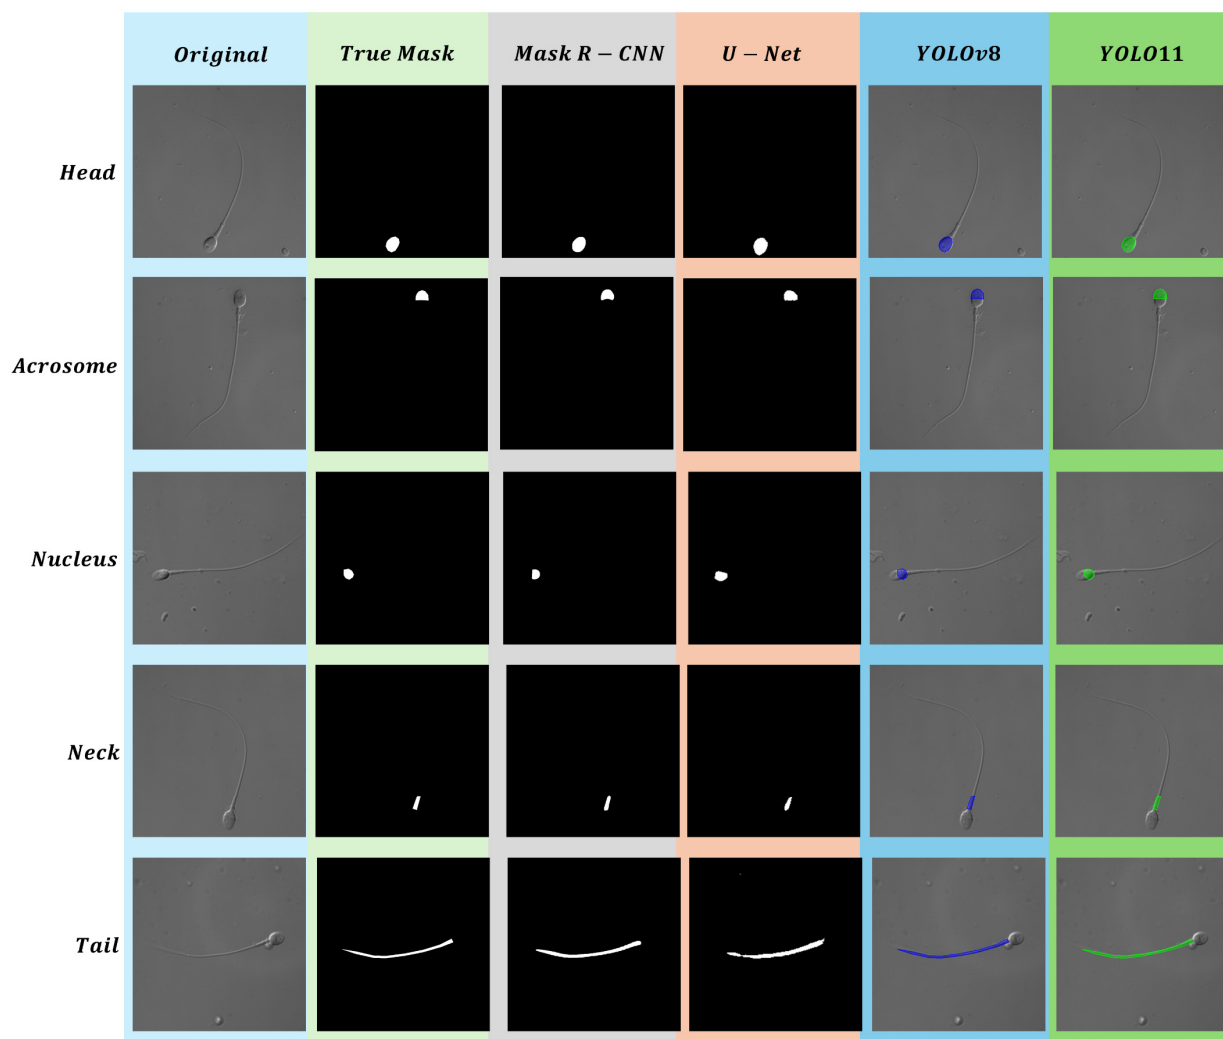 Original True Mask Mask R − CNN U − Net YOLOv8 YOLO11
Head
Acrosome
Nucleus
Neck
Tail